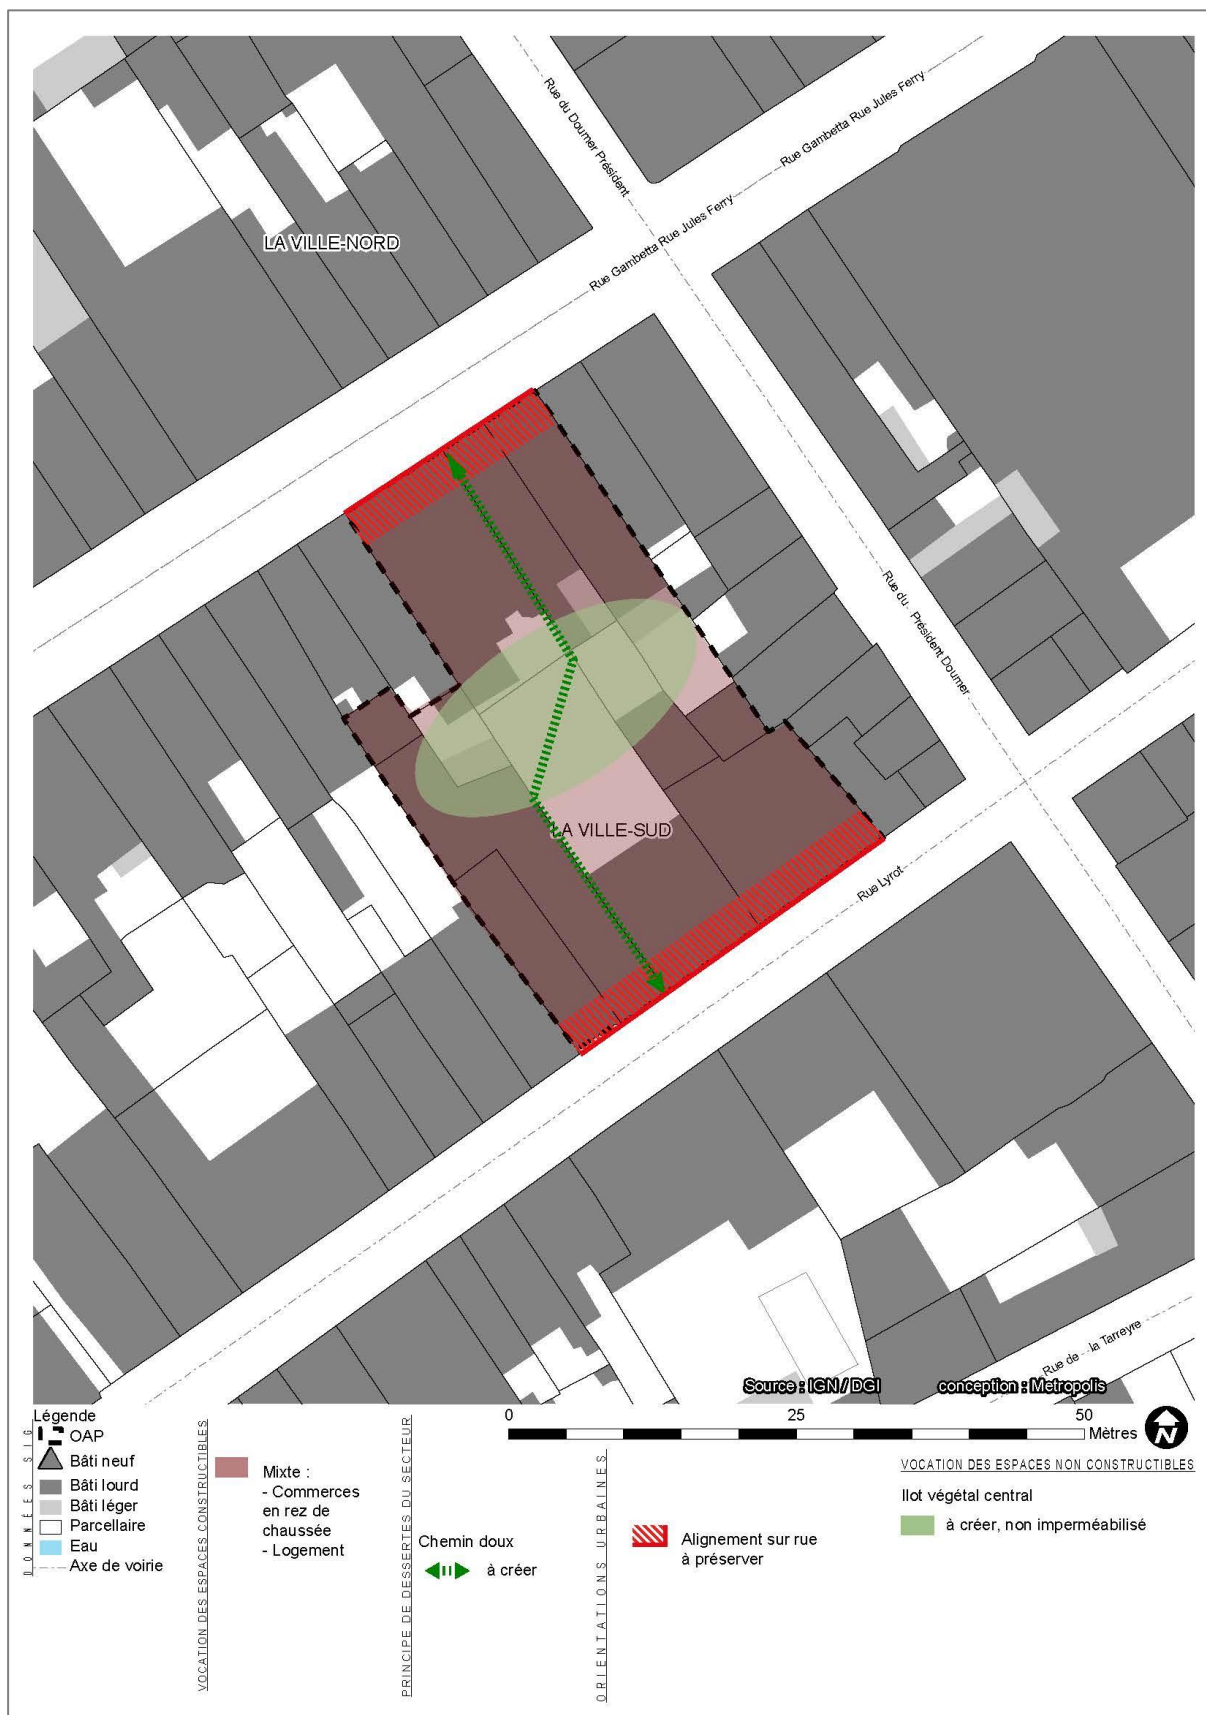 Rue du Doumer Président
Rue Gambetta Rue Jules Ferry
Rue Gambetta Rue Jules Ferry
LA VILLE-NORD
Rue du Président Doumer
LA VILLE-SUD
Rue Lyrot
Rue de la Tarreyre
Source : IGN / DGI
conception : Metropolis
0
25
50
Mètres
N
DONNÉES SIG
Légende
OAP
Bâti neuf
Bâti lourd
Bâti léger
Parcellaire
Eau
Axe de voirie
VOCATION DES ESPACES CONSTRUCTIBLES
Mixte :
- Commerces
en rez de
chaussée
- Logement
PRINCIPE DE DESSERTES DU SECTEUR
Chemin doux
à créer
ORIENTATIONS URBAINES
Alignement sur rue
à préserver
VOCATION DES ESPACES NON CONSTRUCTIBLES
Ilot végétal central
à créer, non imperméabilisé